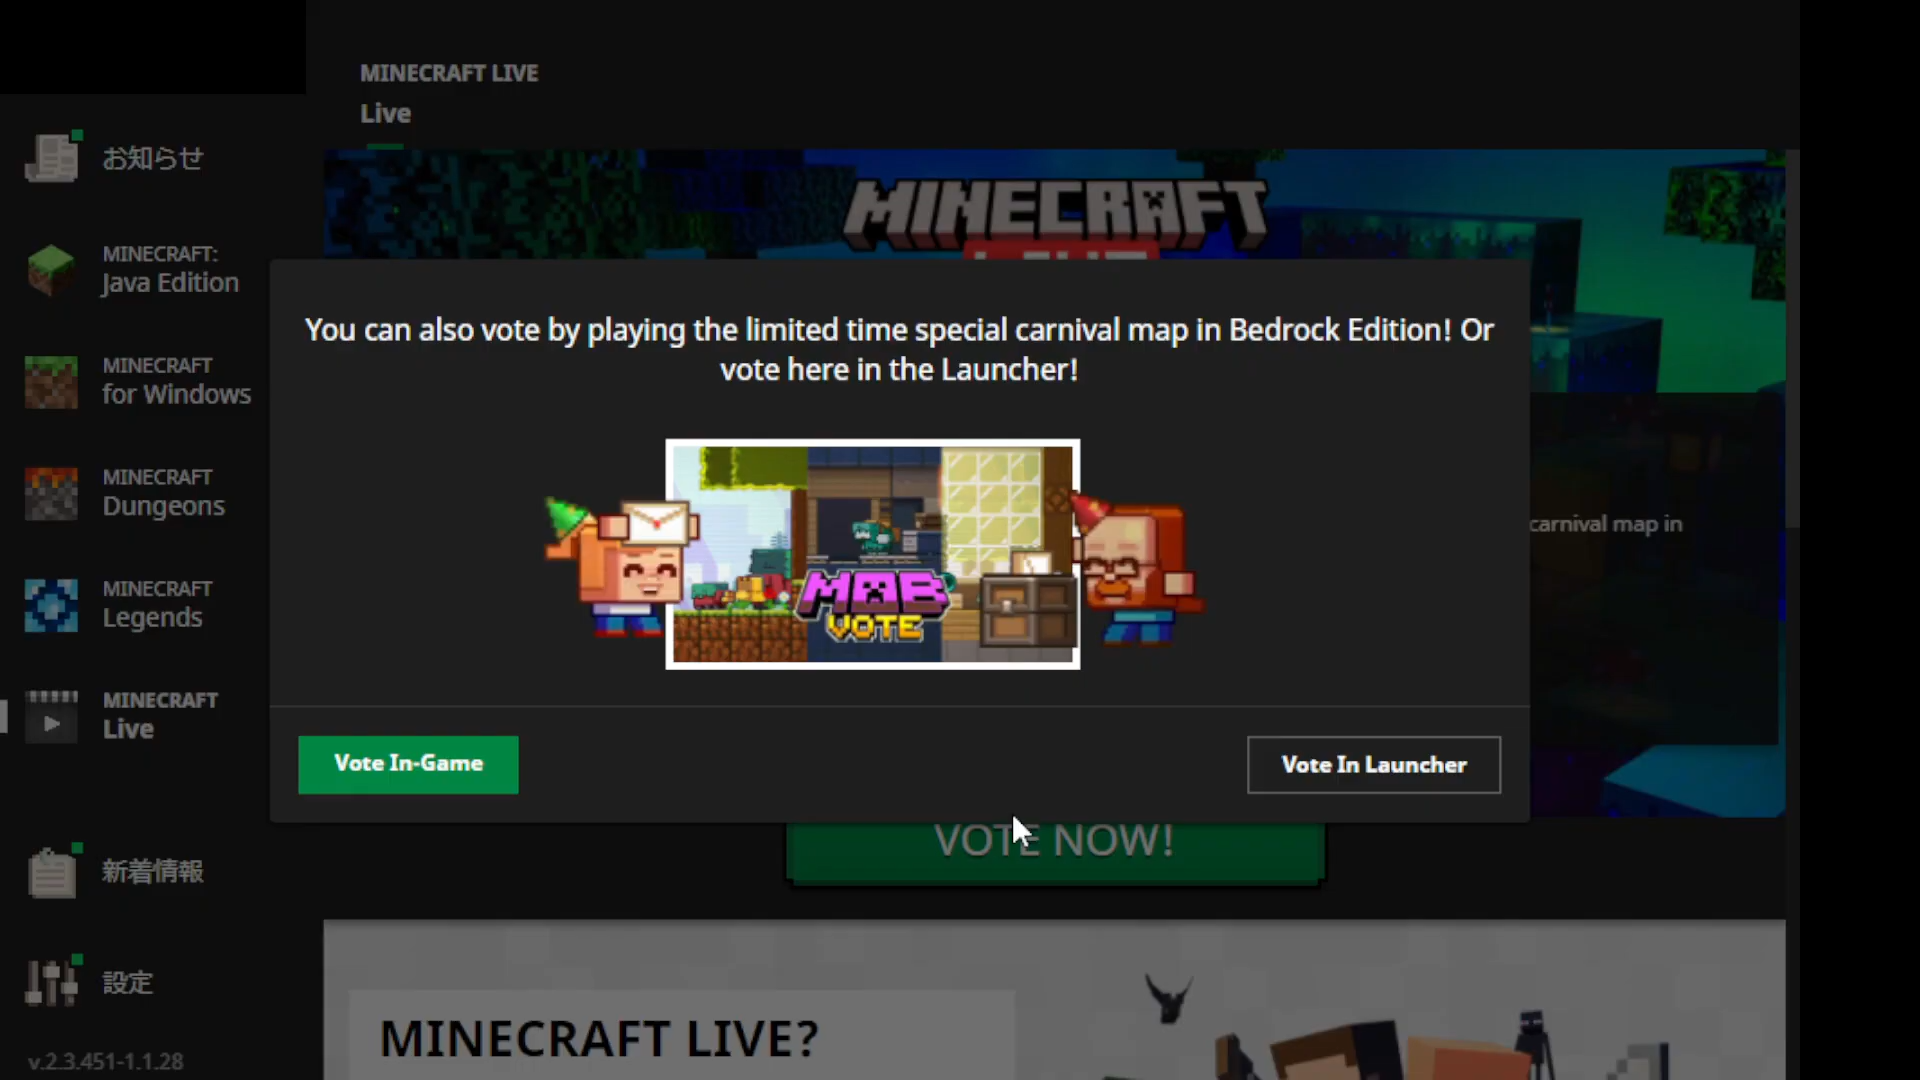 MINECRAFT LIVE
Live
お知らせ
MINECRAFT:
Java Edition
MINECRAFT
for Windows
MINECRAFT
Dungeons
MINECRAFT
Legends
MINECRAFT
Live
新着情報
設定
v.2.3.451-1.1.28
MINECRAFT
You can also vote by playing the limited time special carnival map in Bedrock Edition! Or
vote here in the Launcher!
MOB
VOTE
carnival map in
Vote In-Game
Vote In Launcher
VOTE NOW!
MINECRAFT LIVE?